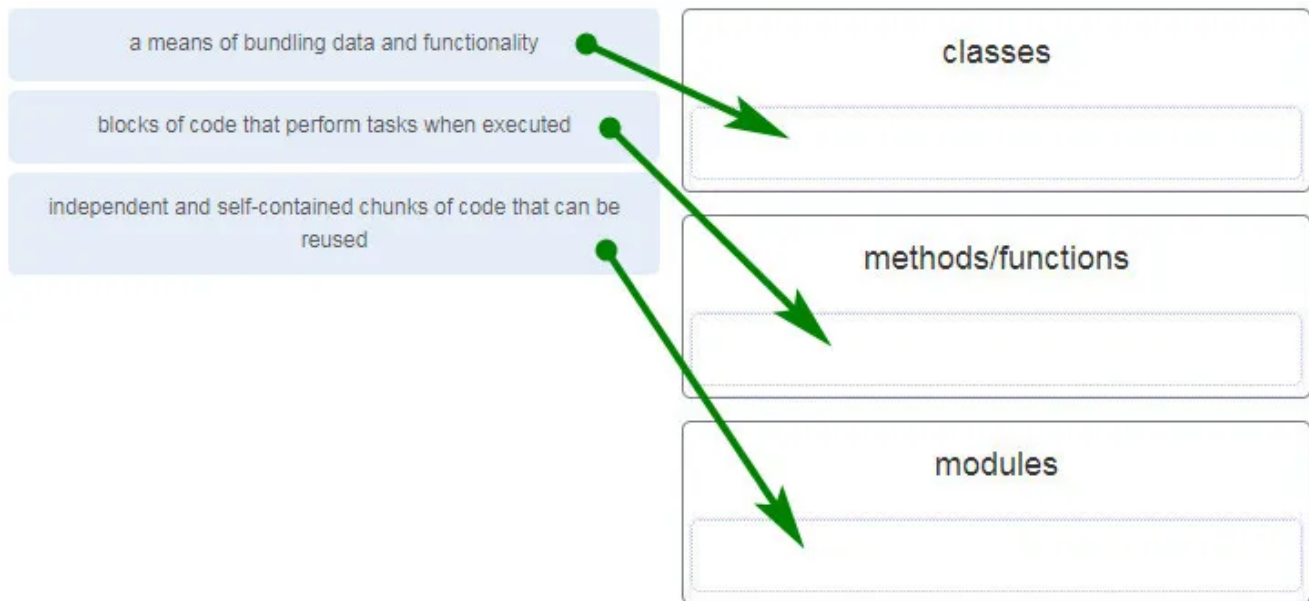 a means of bundling data and functionality
blocks of code that perform tasks when executed
independent and self-contained chunks of code that can be
reused
classes
methods/functions
modules